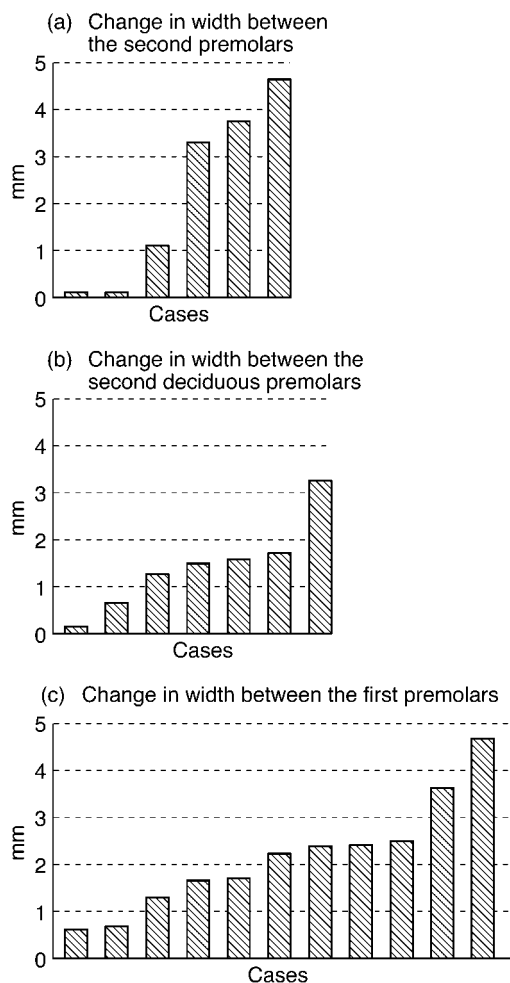 (a) Change in width between
the second premolars
5
4
3
2
1
0
mm
Cases
(b) Change in width between the
second deciduous premolars
5
4
3
2
1
0
mm
Cases
(c) Change in width between the first premolars
5
4
3
2
1
0
mm
Cases